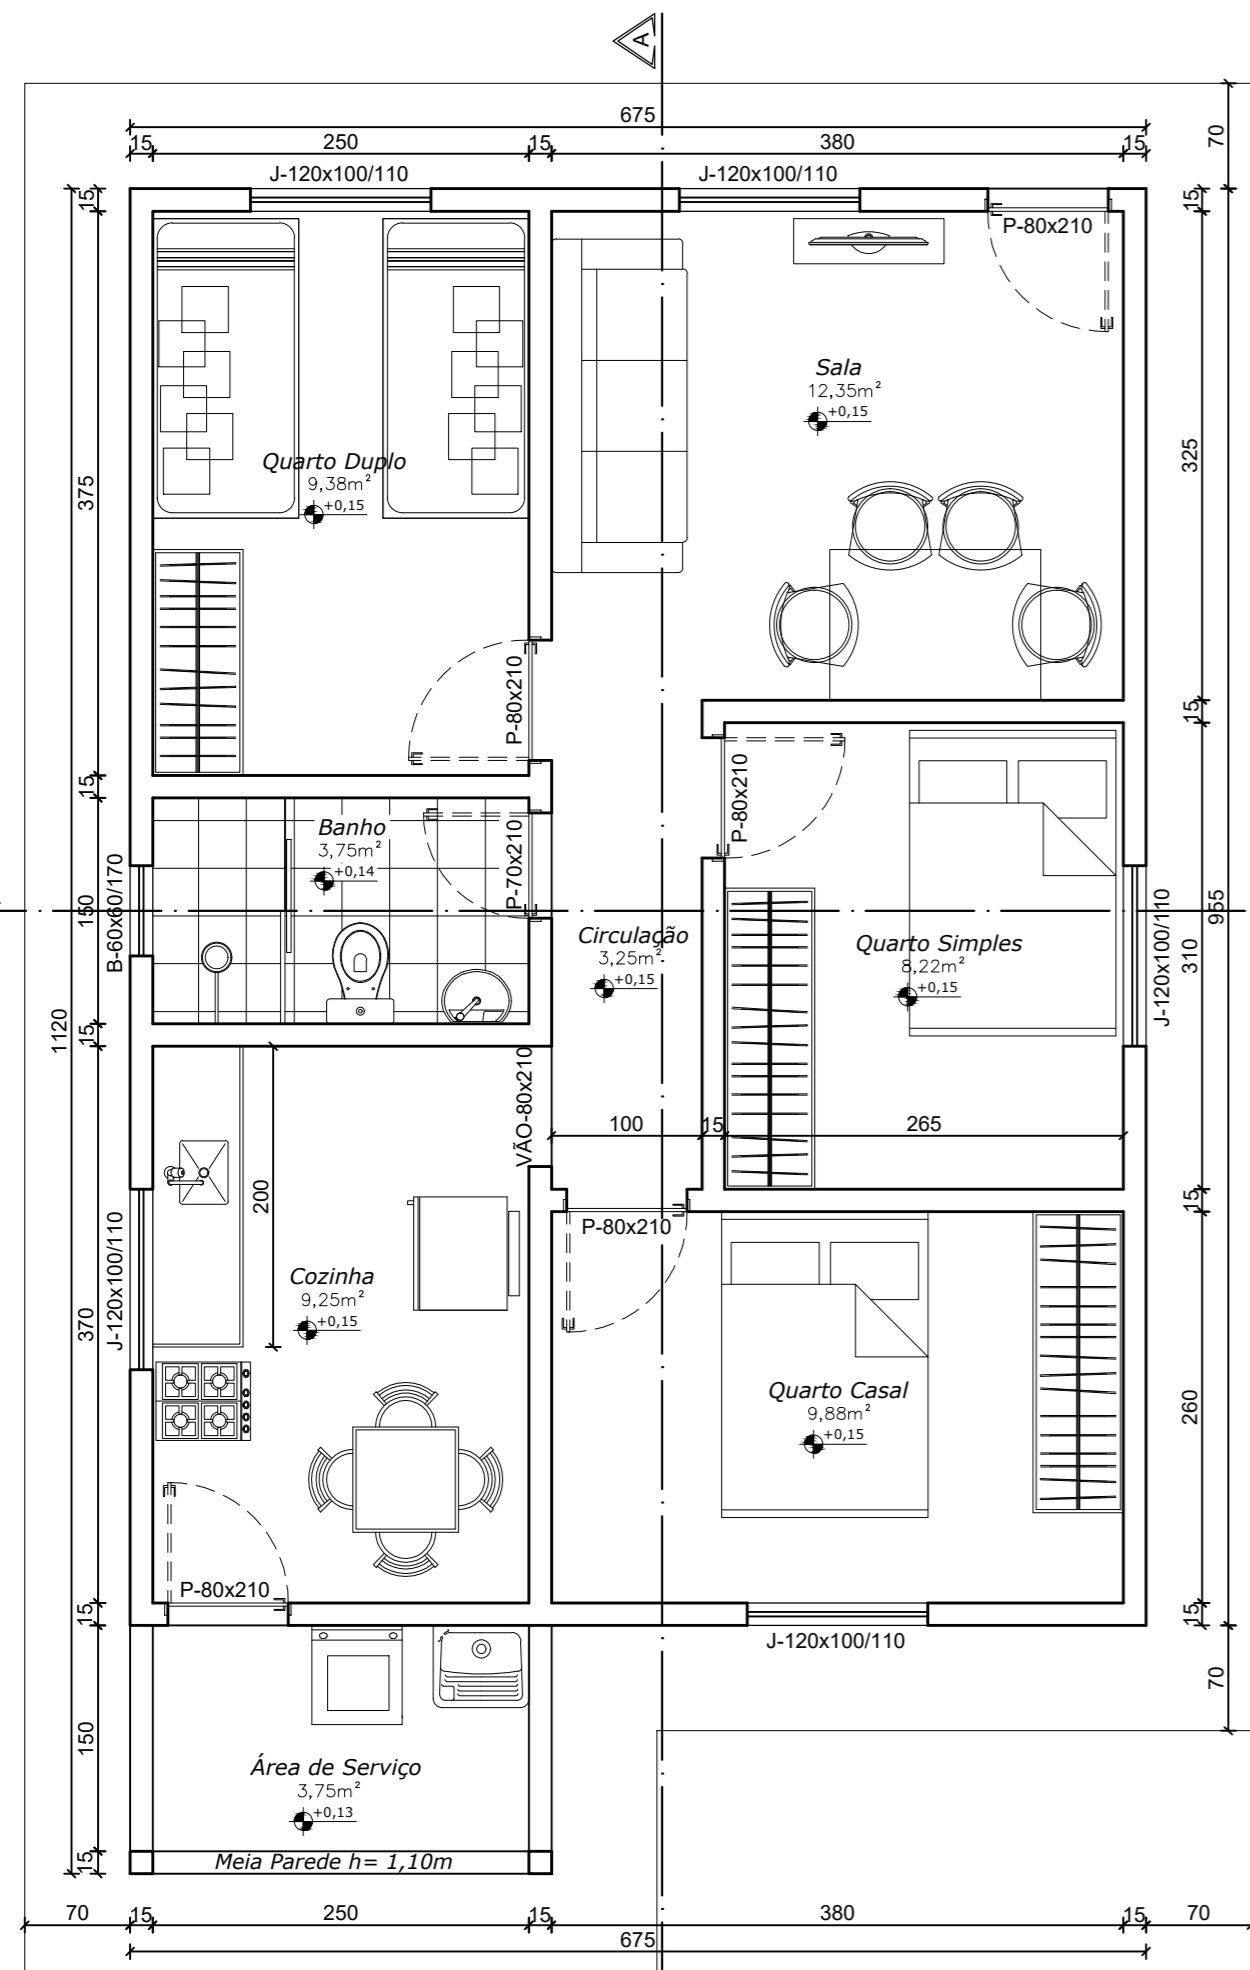 A
675
15 250 15 380 15
70
J-120x100/110
J-120x100/110
15
15
P-80x210
Sala
12,35m²
+0,15
Quarto Duplo
9,38m²
+0,15
375
325
P-80x210
15
P-80x210
15
Banho
3,75m²
+0,14
P-70x210
B-60x60/170
150
Circulação
3,25m²
+0,15
Quarto Simples
8,22m²
+0,15
J-120x100/110
310
955
1120
15
VÃO-80x210
100 15 265
200
15
P-80x210
J-120x100/110
Cozinha
9,25m²
+0,15
370
Quarto Casal
9,88m²
+0,15
260
P-80x210
15
15
J-120x100/110
70
150
Área de Serviço
3,75m²
+0,13
15
Meia Parede h= 1,10m
70 15 250 15 380 15 70
675